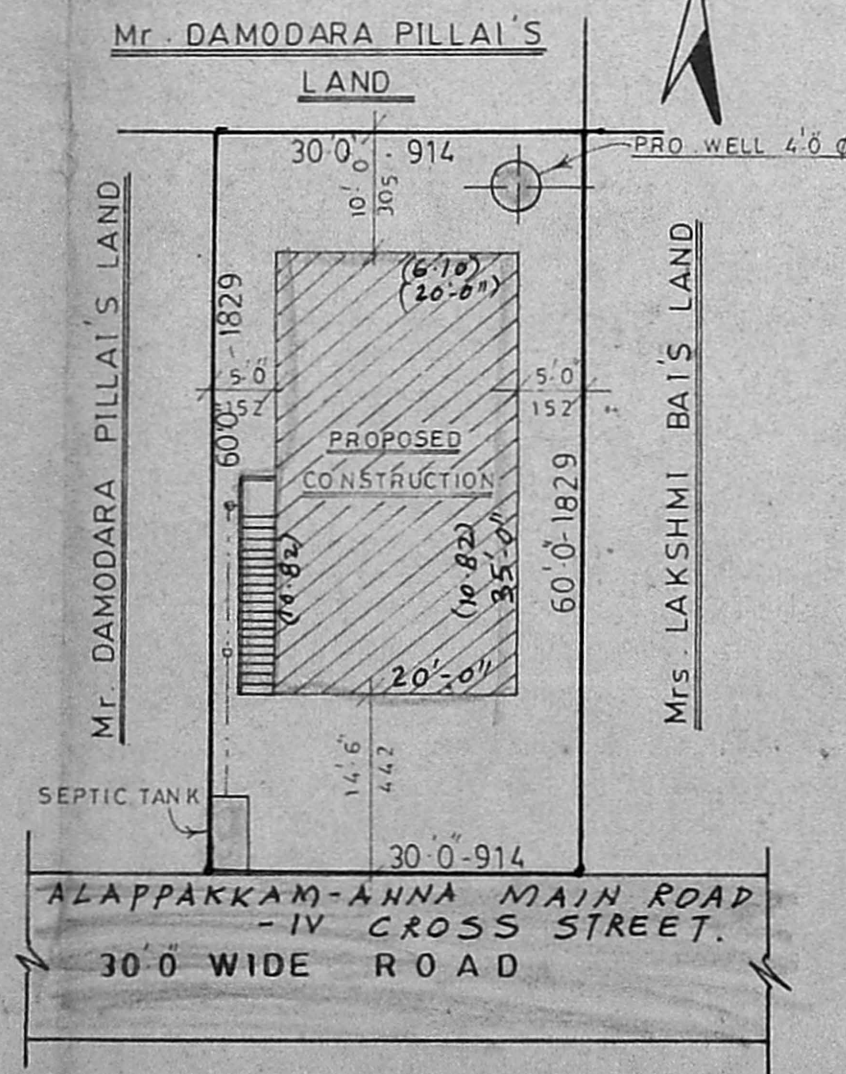 Mr. DAMODARA PILLAI'S
LAND
PRO. WELL 4'0" Ø
30'0" - 914
10'0"
305
(6.10)
(20'-0")
Mr. DAMODARA PILLAI'S LAND
60'0" - 1829
5'0"
152
5'0"
152
PROPOSED
CONSTRUCTION
(10.82)
(10.82)
35'-0"
60'0"-1829
Mrs. LAKSHMI BAI'S LAND
20'-0"
14'6"
442
SEPTIC TANK
30'0"-914
ALAPPAKKAM-ANNA MAIN ROAD
- IV CROSS STREET.
30'0" WIDE ROAD